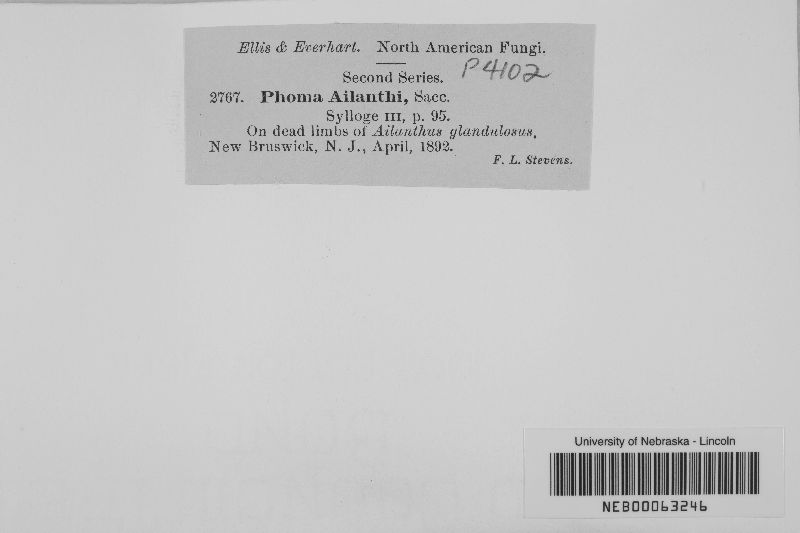 Ellis & Everhart. North American Fungi.
Second Series. P4102
2767. Phoma Ailanthi, Sacc.
Sylloge III, p. 95.
On dead limbs of Ailanthus glandulosus.
New Bruswick, N. J., April, 1892.
F. L. Stevens.
University of Nebraska - Lincoln
NEB00063246